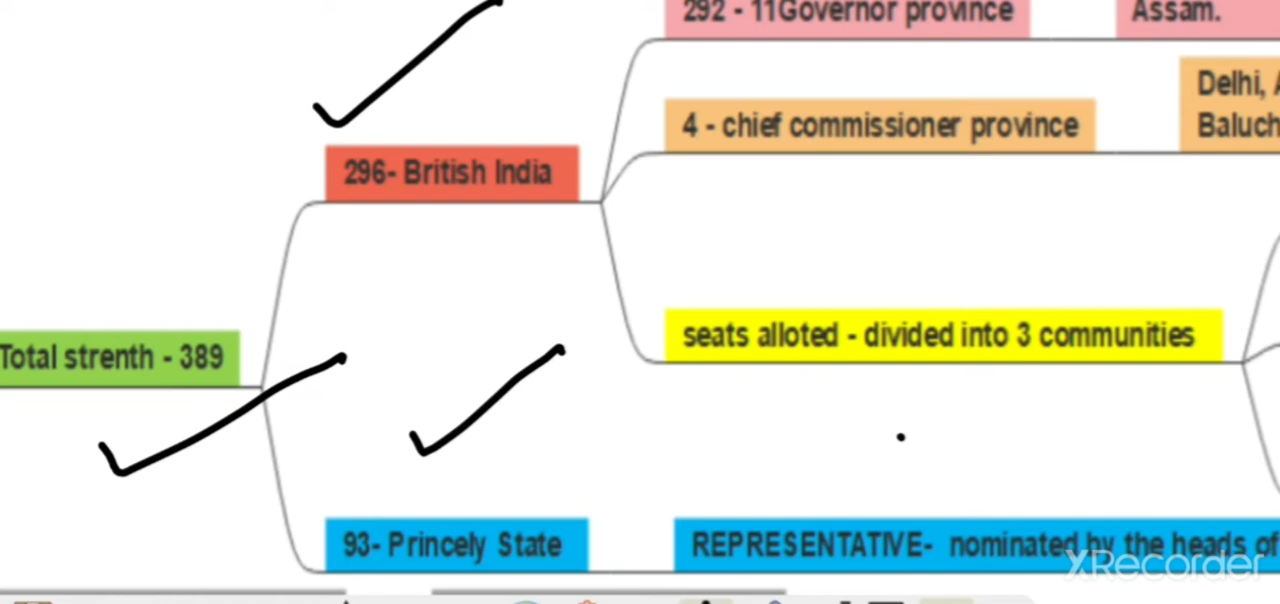 292 - 11Governor province
Assam.
Delhi, A
4 - chief commissioner province
Baluch
296- British India
seats alloted - divided into 3 communities
Total strenth - 389
93- Princely State
REPRESENTATIVE- nominated by the heads of
XRecorder